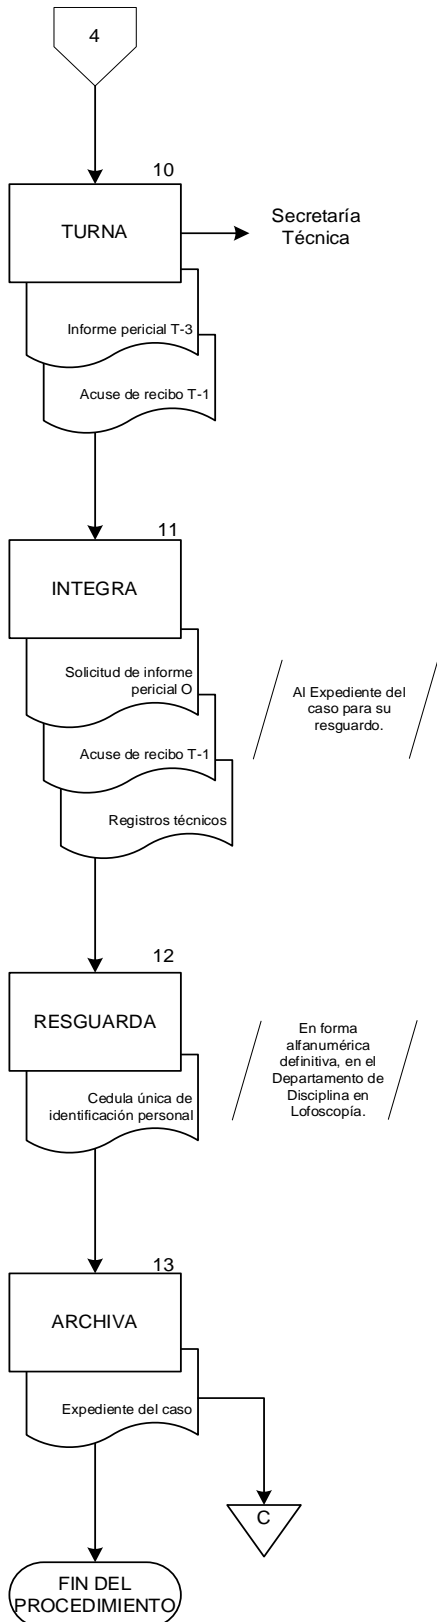 4
10
TURNA
Secretaría
Técnica
Informe pericial T-3
Acuse de recibo T-1
11
INTEGRA
Solicitud de informe
pericial O
Acuse de recibo T-1
Registros técnicos
Al Expediente del
caso para su
resguardo.
12
RESGUARDA
Cedula única de
identificación personal
En forma
alfanumérica
definitiva, en el
Departamento de
Disciplina en
Lofoscopía.
13
ARCHIVA
Expediente del caso
C
FIN DEL
PROCEDIMIENTO